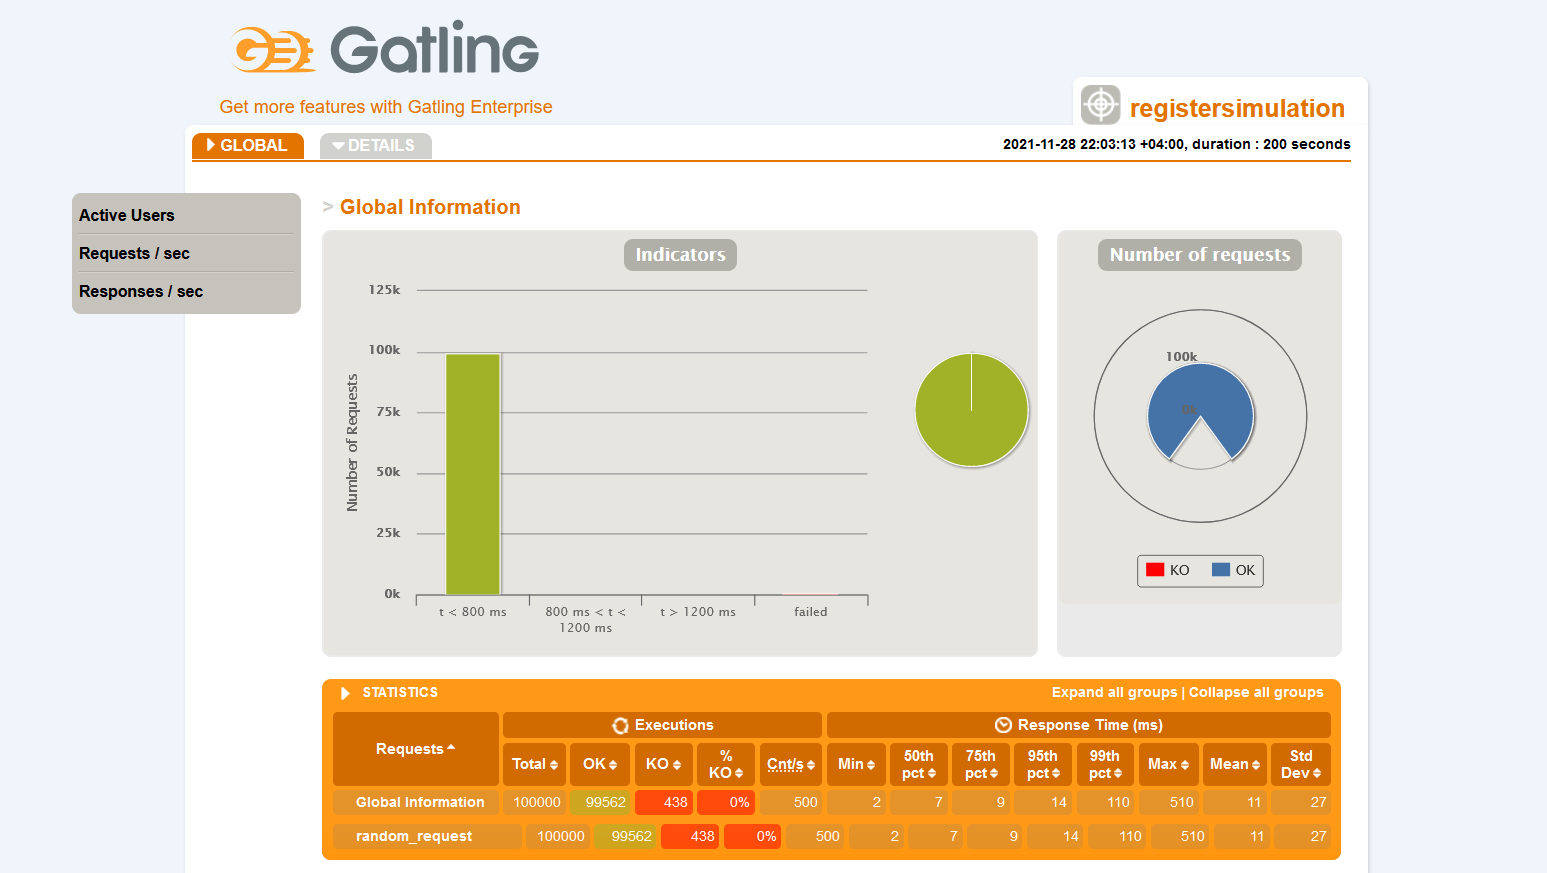 Gatling
Get more features with Gatling Enterprise
registersimulation
GLOBAL
DETAILS
2021-11-28 22:03:13 +04:00, duration : 200 seconds
Active Users
Requests / sec
Responses / sec
> Global Information
Indicators
125k
100k
75k
50k
25k
0k
Number of Requests
t < 800 ms
800 ms < t <
1200 ms
t > 1200 ms
failed
Number of requests
100k
0k
KO
OK
STATISTICS
Expand all groups | Collapse all groups
Requests
Executions
Response Time (ms)
Total OK KO % KO Cnt/s Min 50th pct 75th pct 95th pct 99th pct Max Mean Std Dev
Global Information 100000 99562 438 0% 500 2 7 9 14 110 510 11 27
random_request 100000 99562 438 0% 500 2 7 9 14 110 510 11 27